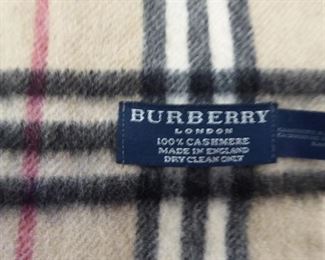 BURBERRY
LONDON
100% CASHMERE
MADE IN ENGLAND
DRY CLEAN ONLY